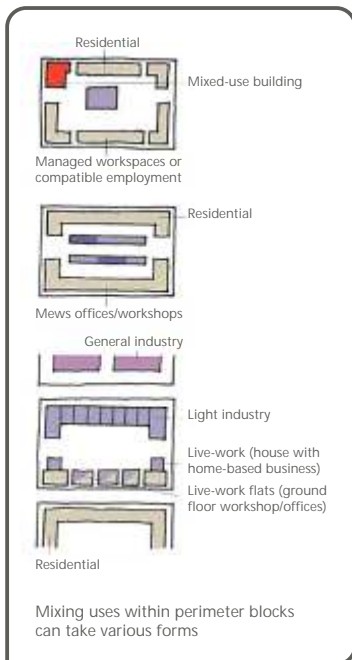 Residential
Mixed-use building
Managed workspaces or
compatible employment
Residential
Mews offices/workshops
General industry
Light industry
Live-work (house with
home-based business)
Live-work flats (ground
floor workshop/offices)
Residential
Mixing uses within perimeter blocks
can take various forms